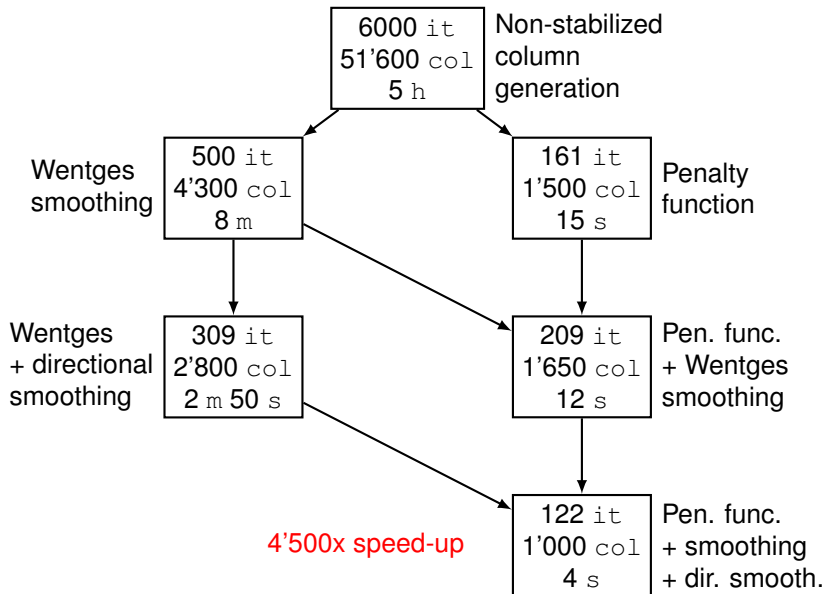 6000 it
51'600 col
5 h
Non-stabilized
column
generation
Wentges
smoothing
500 it
4'300 col
8 m
161 it
1'500 col
15 s
Penalty
function
Wentges
+ directional
smoothing
309 it
2'800 col
2 m 50 s
209 it
1'650 col
12 s
Pen. func.
+ Wentges
smoothing
4'500x speed-up
122 it
1'000 col
4 s
Pen. func.
+ smoothing
+ dir. smooth.